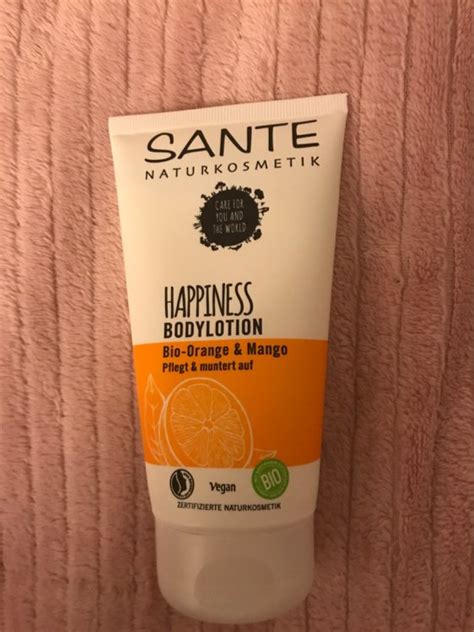 SANTE
NATURKOSMETIK
CARE FOR
YOU AND
THE WORLD
HAPPINESS
BODYLOTION
Bio-Orange & Mango
Pflegt & muntert auf
Vegan
BIO
ZERTIFIZIERTE NATURKOSMETIK